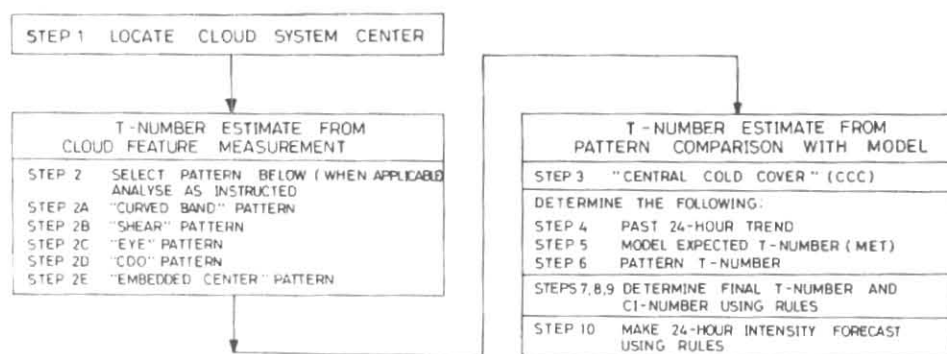 STEP 1 LOCATE CLOUD SYSTEM CENTER
T-NUMBER ESTIMATE FROM
CLOUD FEATURE MEASUREMENT
STEP 2 SELECT PATTERN BELOW (WHEN APPLICABLE)
ANALYSE AS INSTRUCTED
STEP 2A "CURVED BAND" PATTERN
STEP 2B "SHEAR" PATTERN
STEP 2C "EYE" PATTERN
STEP 2D "CDO" PATTERN
STEP 2E "EMBEDDED CENTER" PATTERN
T-NUMBER ESTIMATE FROM
PATTERN COMPARISON WITH MODEL
STEP 3 "CENTRAL COLD COVER" (CCC)
DETERMINE THE FOLLOWING:
STEP 4 PAST 24-HOUR TREND
STEP 5 MODEL EXPECTED T-NUMBER (MET)
STEP 6 PATTERN T-NUMBER
STEPS 7,8,9 DETERMINE FINAL T-NUMBER AND
CI-NUMBER USING RULES
STEP 10 MAKE 24-HOUR INTENSITY FORECAST
USING RULES